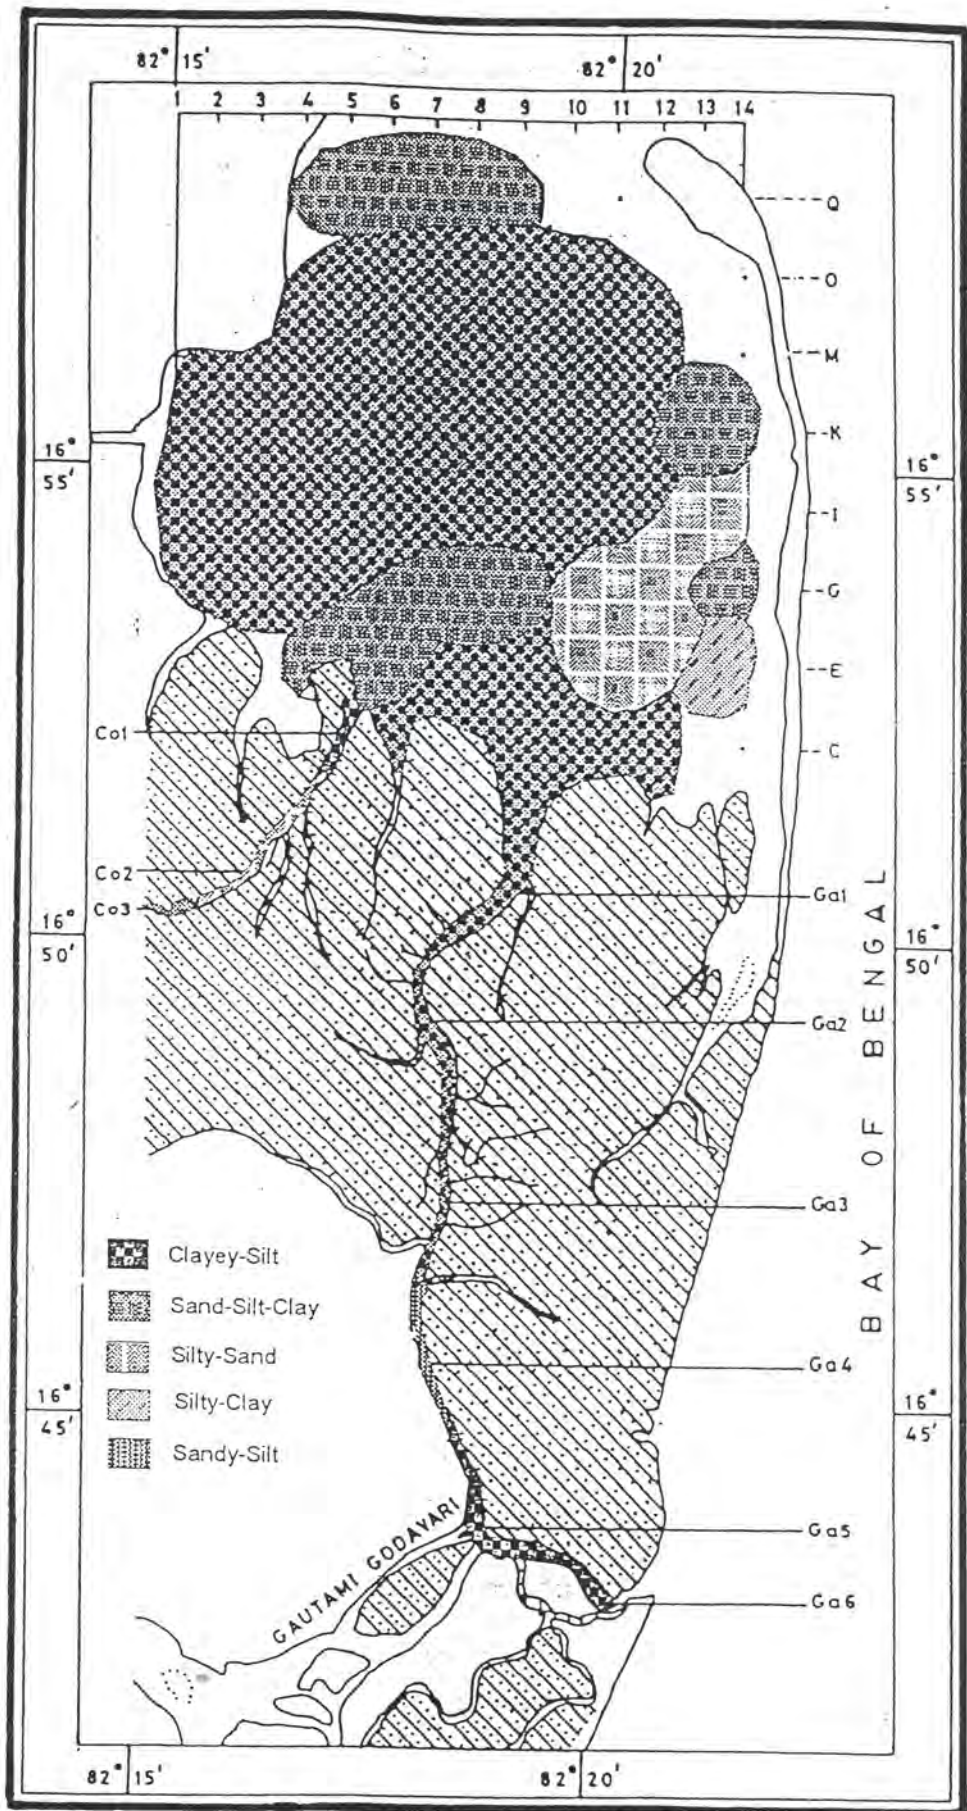 82° 15'
82° 20'
1 2 3 4 5 6 7 8 9 10 11 12 13 14
Q
O
M
K
16° 55'
16° 55'
I
G
E
Co1
C
Co2
Co3
Ga1
16° 50'
16° 50'
Ga2
BAY OF BENGAL
Ga3
Clayey-Silt
Sand-Silt-Clay
Silty-Sand
Ga4
Silty-Clay
16° 45'
16° 45'
Sandy-Silt
GAUTAMI GODAVARI
Ga5
Ga6
82° 15'
82° 20'